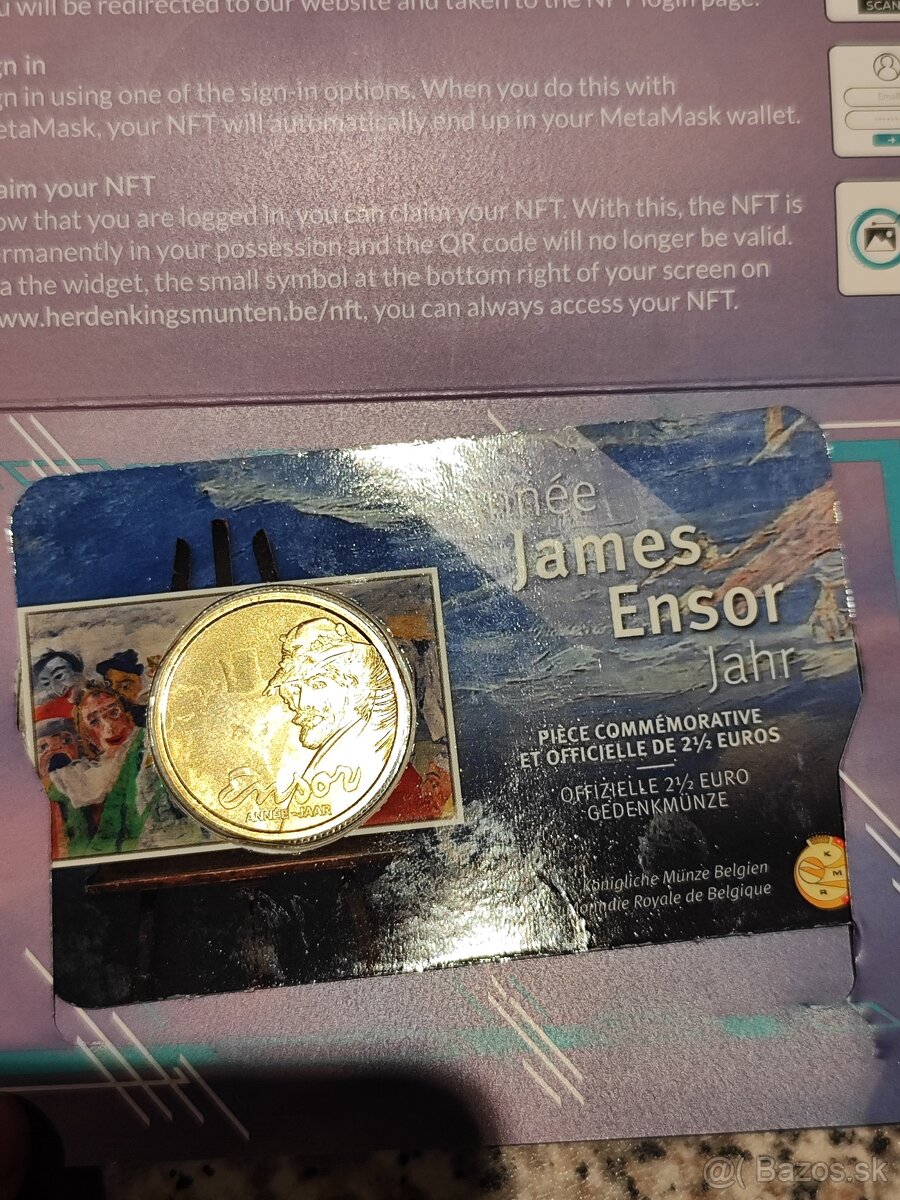 u will be redirected to our website and taken to the NFT login page.
SCAN
gn in
gn in using one of the sign-in options. When you do this with
etaMask, your NFT will automatically end up in your MetaMask wallet.
Email
aim your NFT
ow that you are logged in, you can claim your NFT. With this, the NFT is
ermanently in your possession and the QR code will no longer be valid.
a the widget, the small symbol at the bottom right of your screen on
ww.herdenkingsmunten.be/nft, you can always access your NFT.
nnée
James
Ensor
Jahr
PIÈCE COMMÉMORATIVE
ET OFFICIELLE DE 2½ EUROS
OFFIZIELLE 2½ EURO
GEDENKMÜNZE
Ensor
ANNÉE-JAAR
Königliche Münze Belgien
onnaie Royale de Belgique
K
M
R
@( Bazos.sk